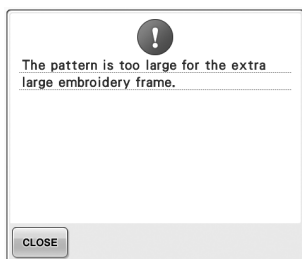 The pattern is too large for the extra
large embroidery frame.
CLOSE